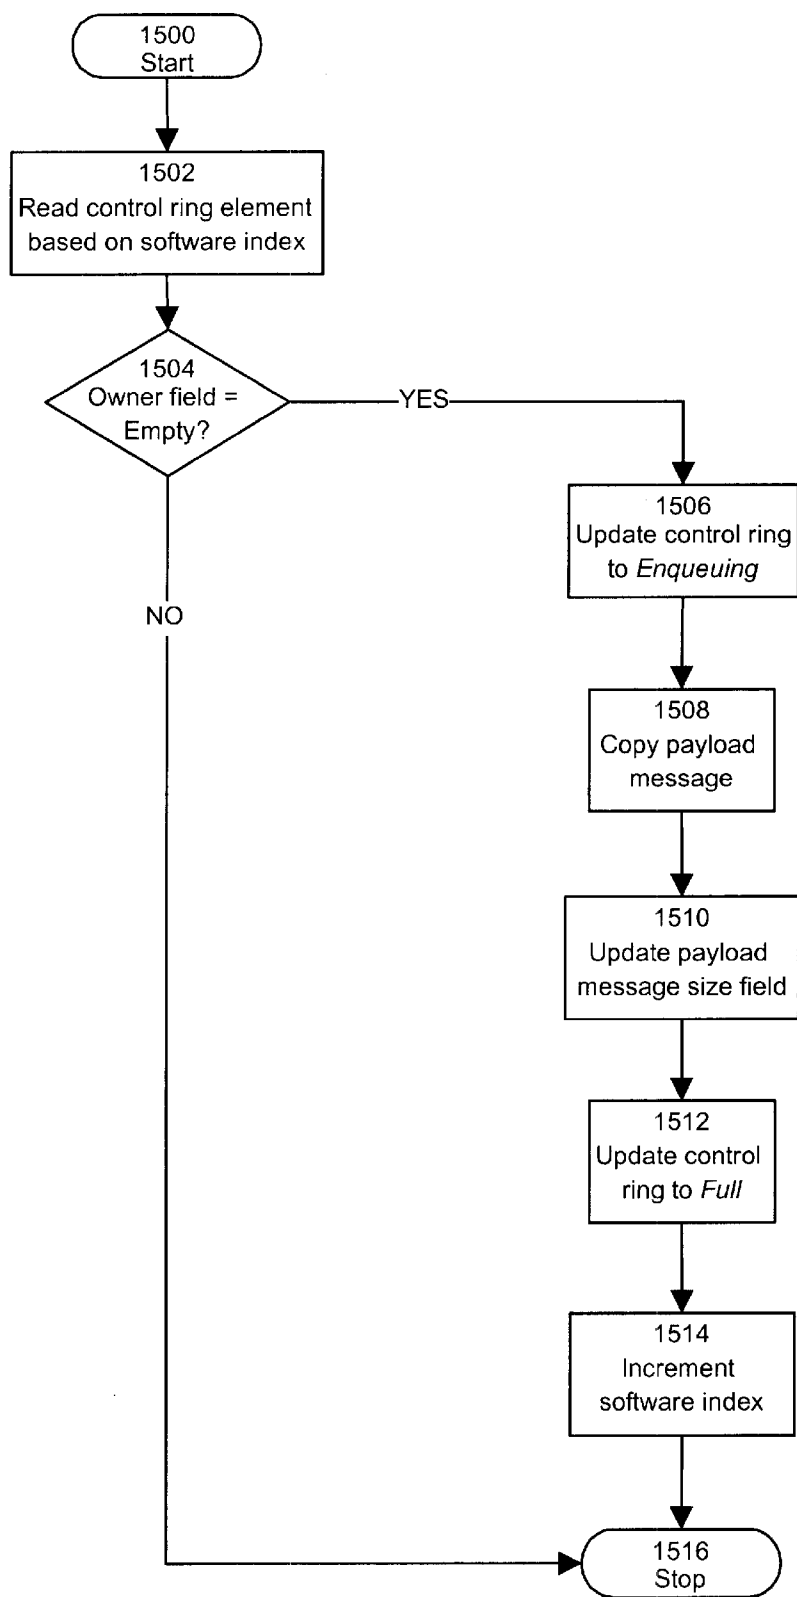 1500
Start
1502
Read control ring element
based on software index
1504
Owner field =
Empty?
YES
1506
Update control ring
to Enqueuing
NO
1508
Copy payload
message
1510
Update payload
message size field
1512
Update control
ring to Full
1514
Increment
software index
1516
Stop